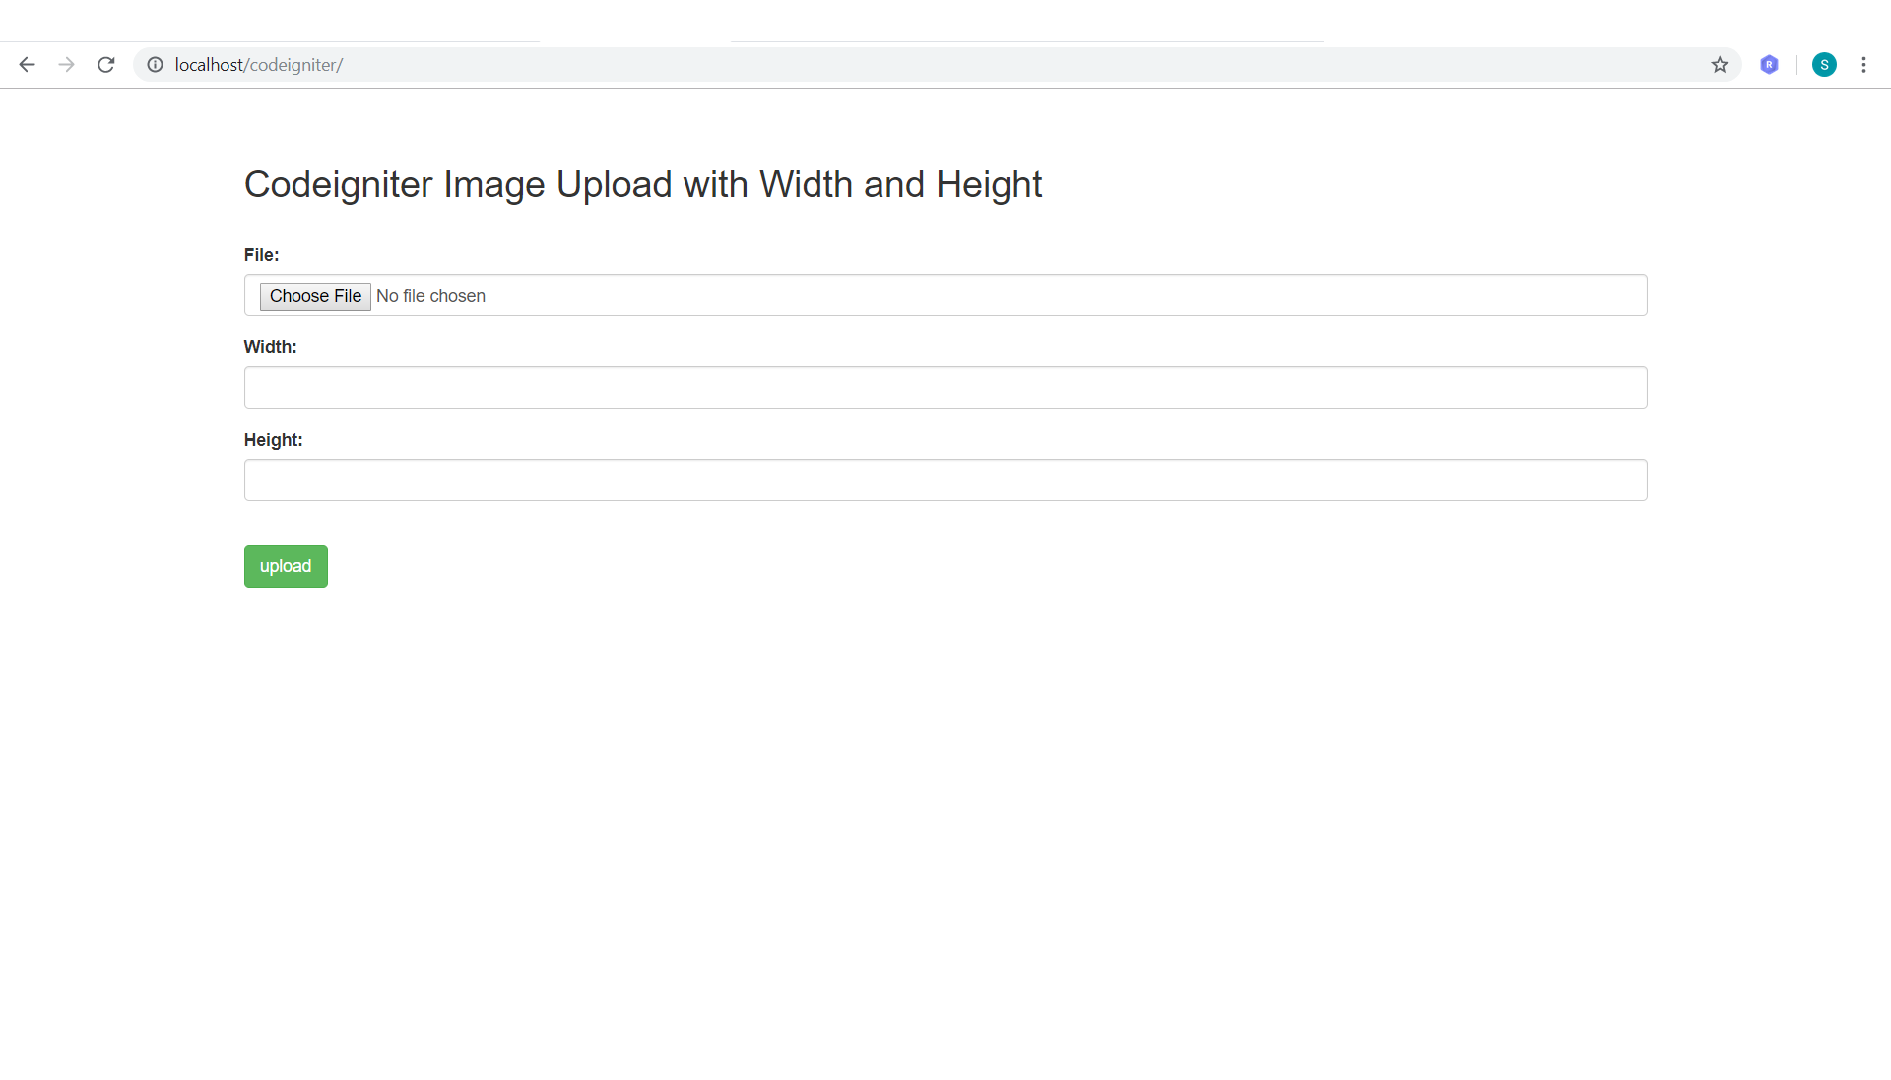 localhost/codeigniter/
R
S
Codeigniter Image Upload with Width and Height
File:
Choose File No file chosen
Width:
Height:
upload